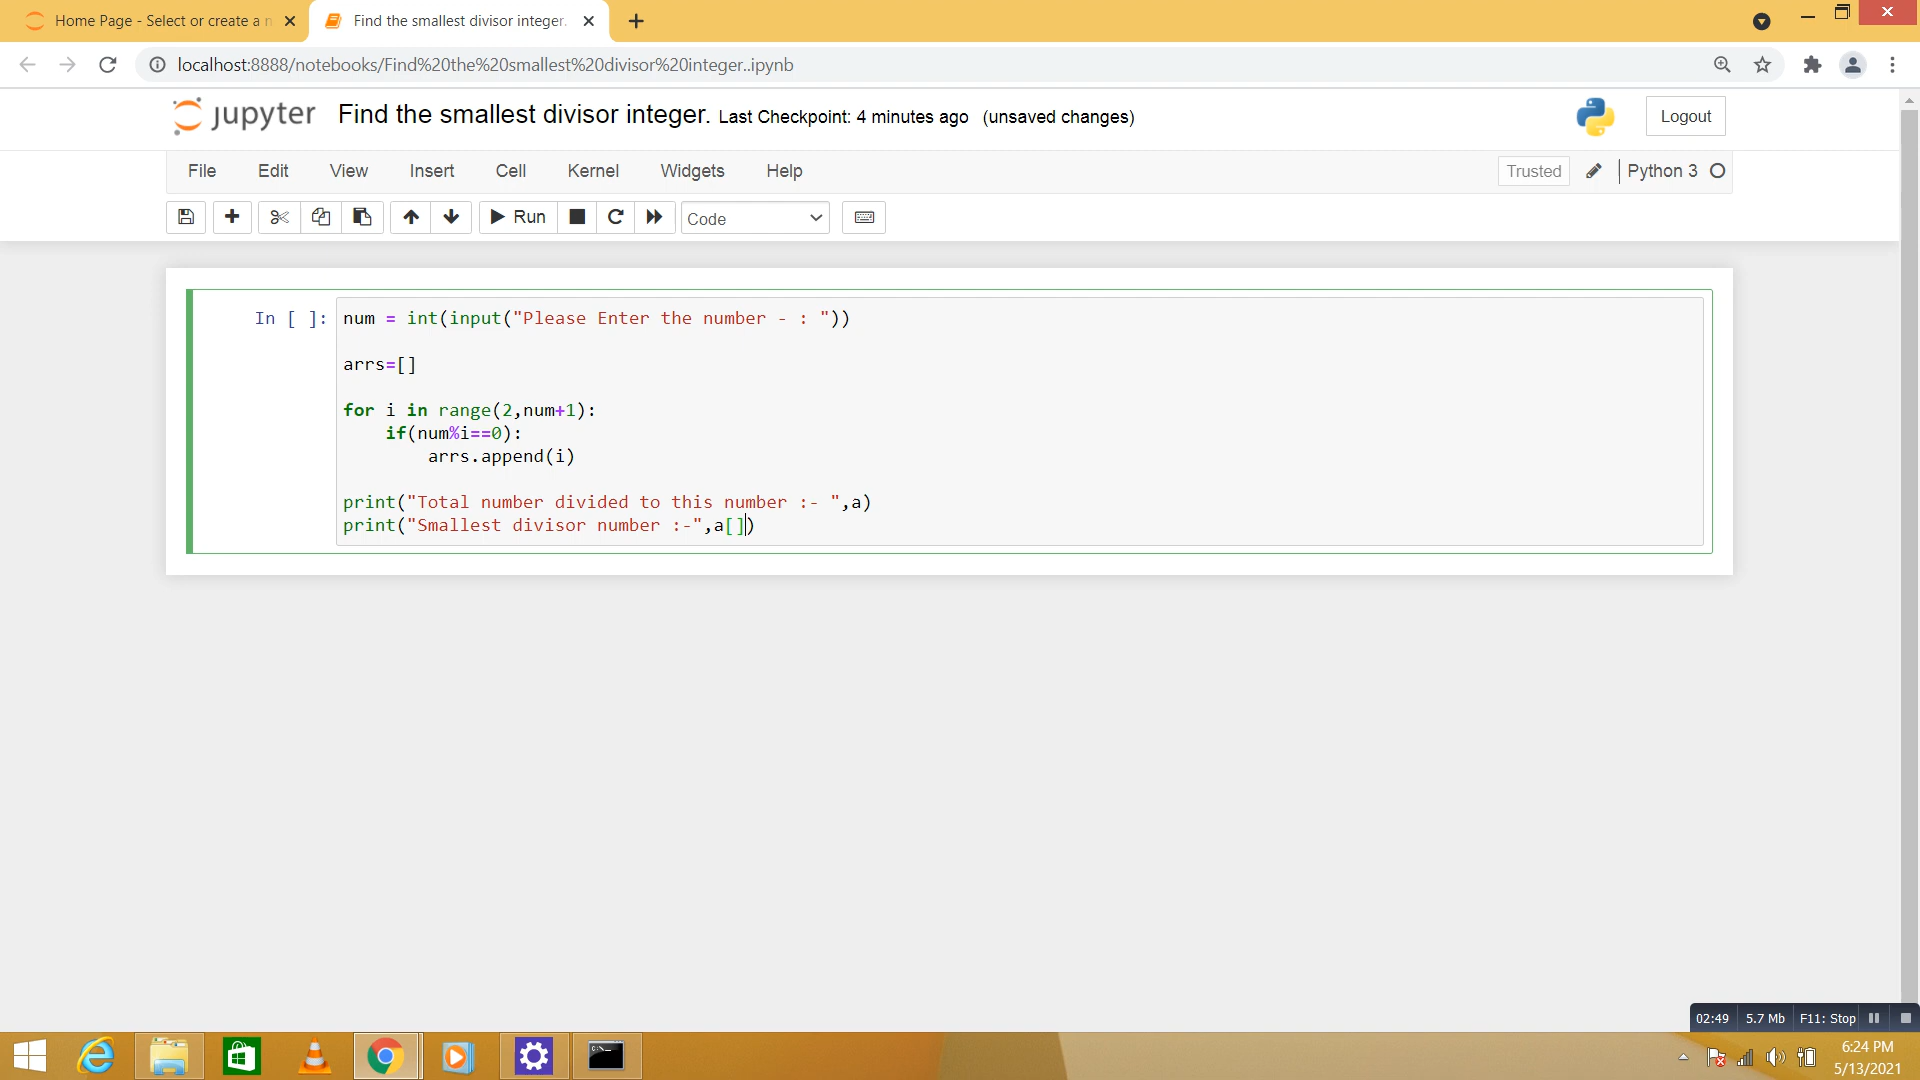 Home Page - Select or create a n
Find the smallest divisor integer.
localhost:8888/notebooks/Find%20the%20smallest%20divisor%20integer..ipynb
jupyter Find the smallest divisor integer. Last Checkpoint: 4 minutes ago (unsaved changes)
Logout
File Edit View Insert Cell Kernel Widgets Help
Trusted
Python 3
Run
Code
In [ ]: num = int(input("Please Enter the number - : "))
arrs=[]
for i in range(2,num+1):
if(num%i==0):
arrs.append(i)
print("Total number divided to this number :- ",a)
print("Smallest divisor number :-",a[])
02:49 5.7 Mb F11: Stop
6:24 PM
5/13/2021